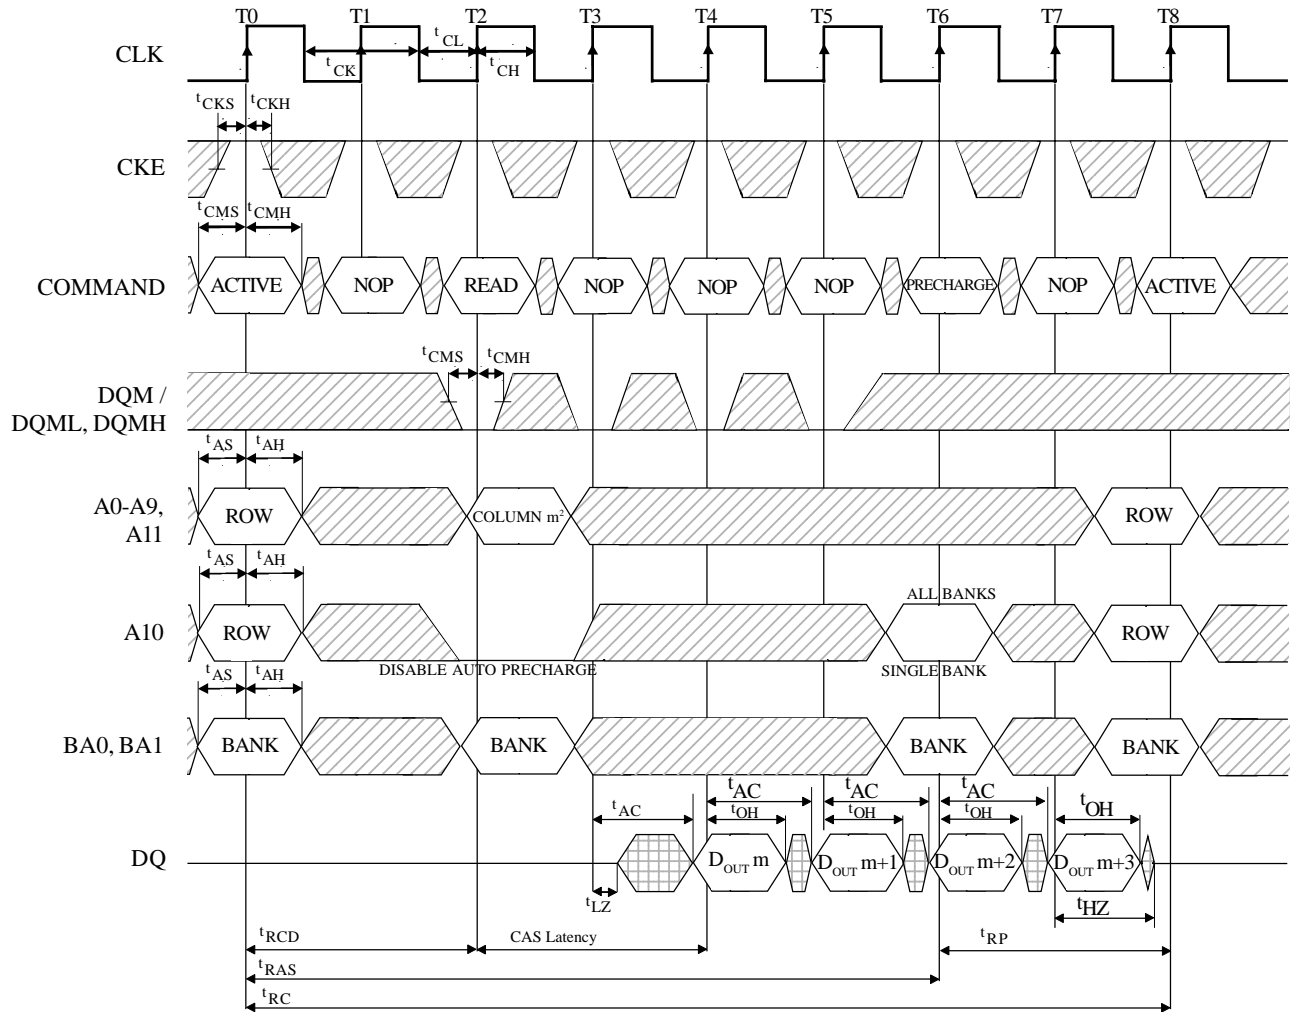 T0 T1 T2 T3 T4 T5 T6 T7 T8
CLK
tCK tCL tCH
tCKS tCKH
CKE
tCMS tCMH
COMMAND ACTIVE NOP READ NOP NOP NOP PRECHARGE NOP ACTIVE
tCMS tCMH
DQM /
DQML, DQMH
tAS tAH
A0-A9,
A11
ROW COLUMN m² ROW
tAS tAH
ALL BANKS
A10 ROW ROW
DISABLE AUTO PRECHARGE SINGLE BANK
tAS tAH
BA0, BA1 BANK BANK BANK BANK
tAC tAC tAC tAC
tOH tOH tOH tOH
DQ DOUT m DOUT m+1 DOUT m+2 DOUT m+3
tLZ tHZ
tRCD CAS Latency tRP
tRAS
tRC